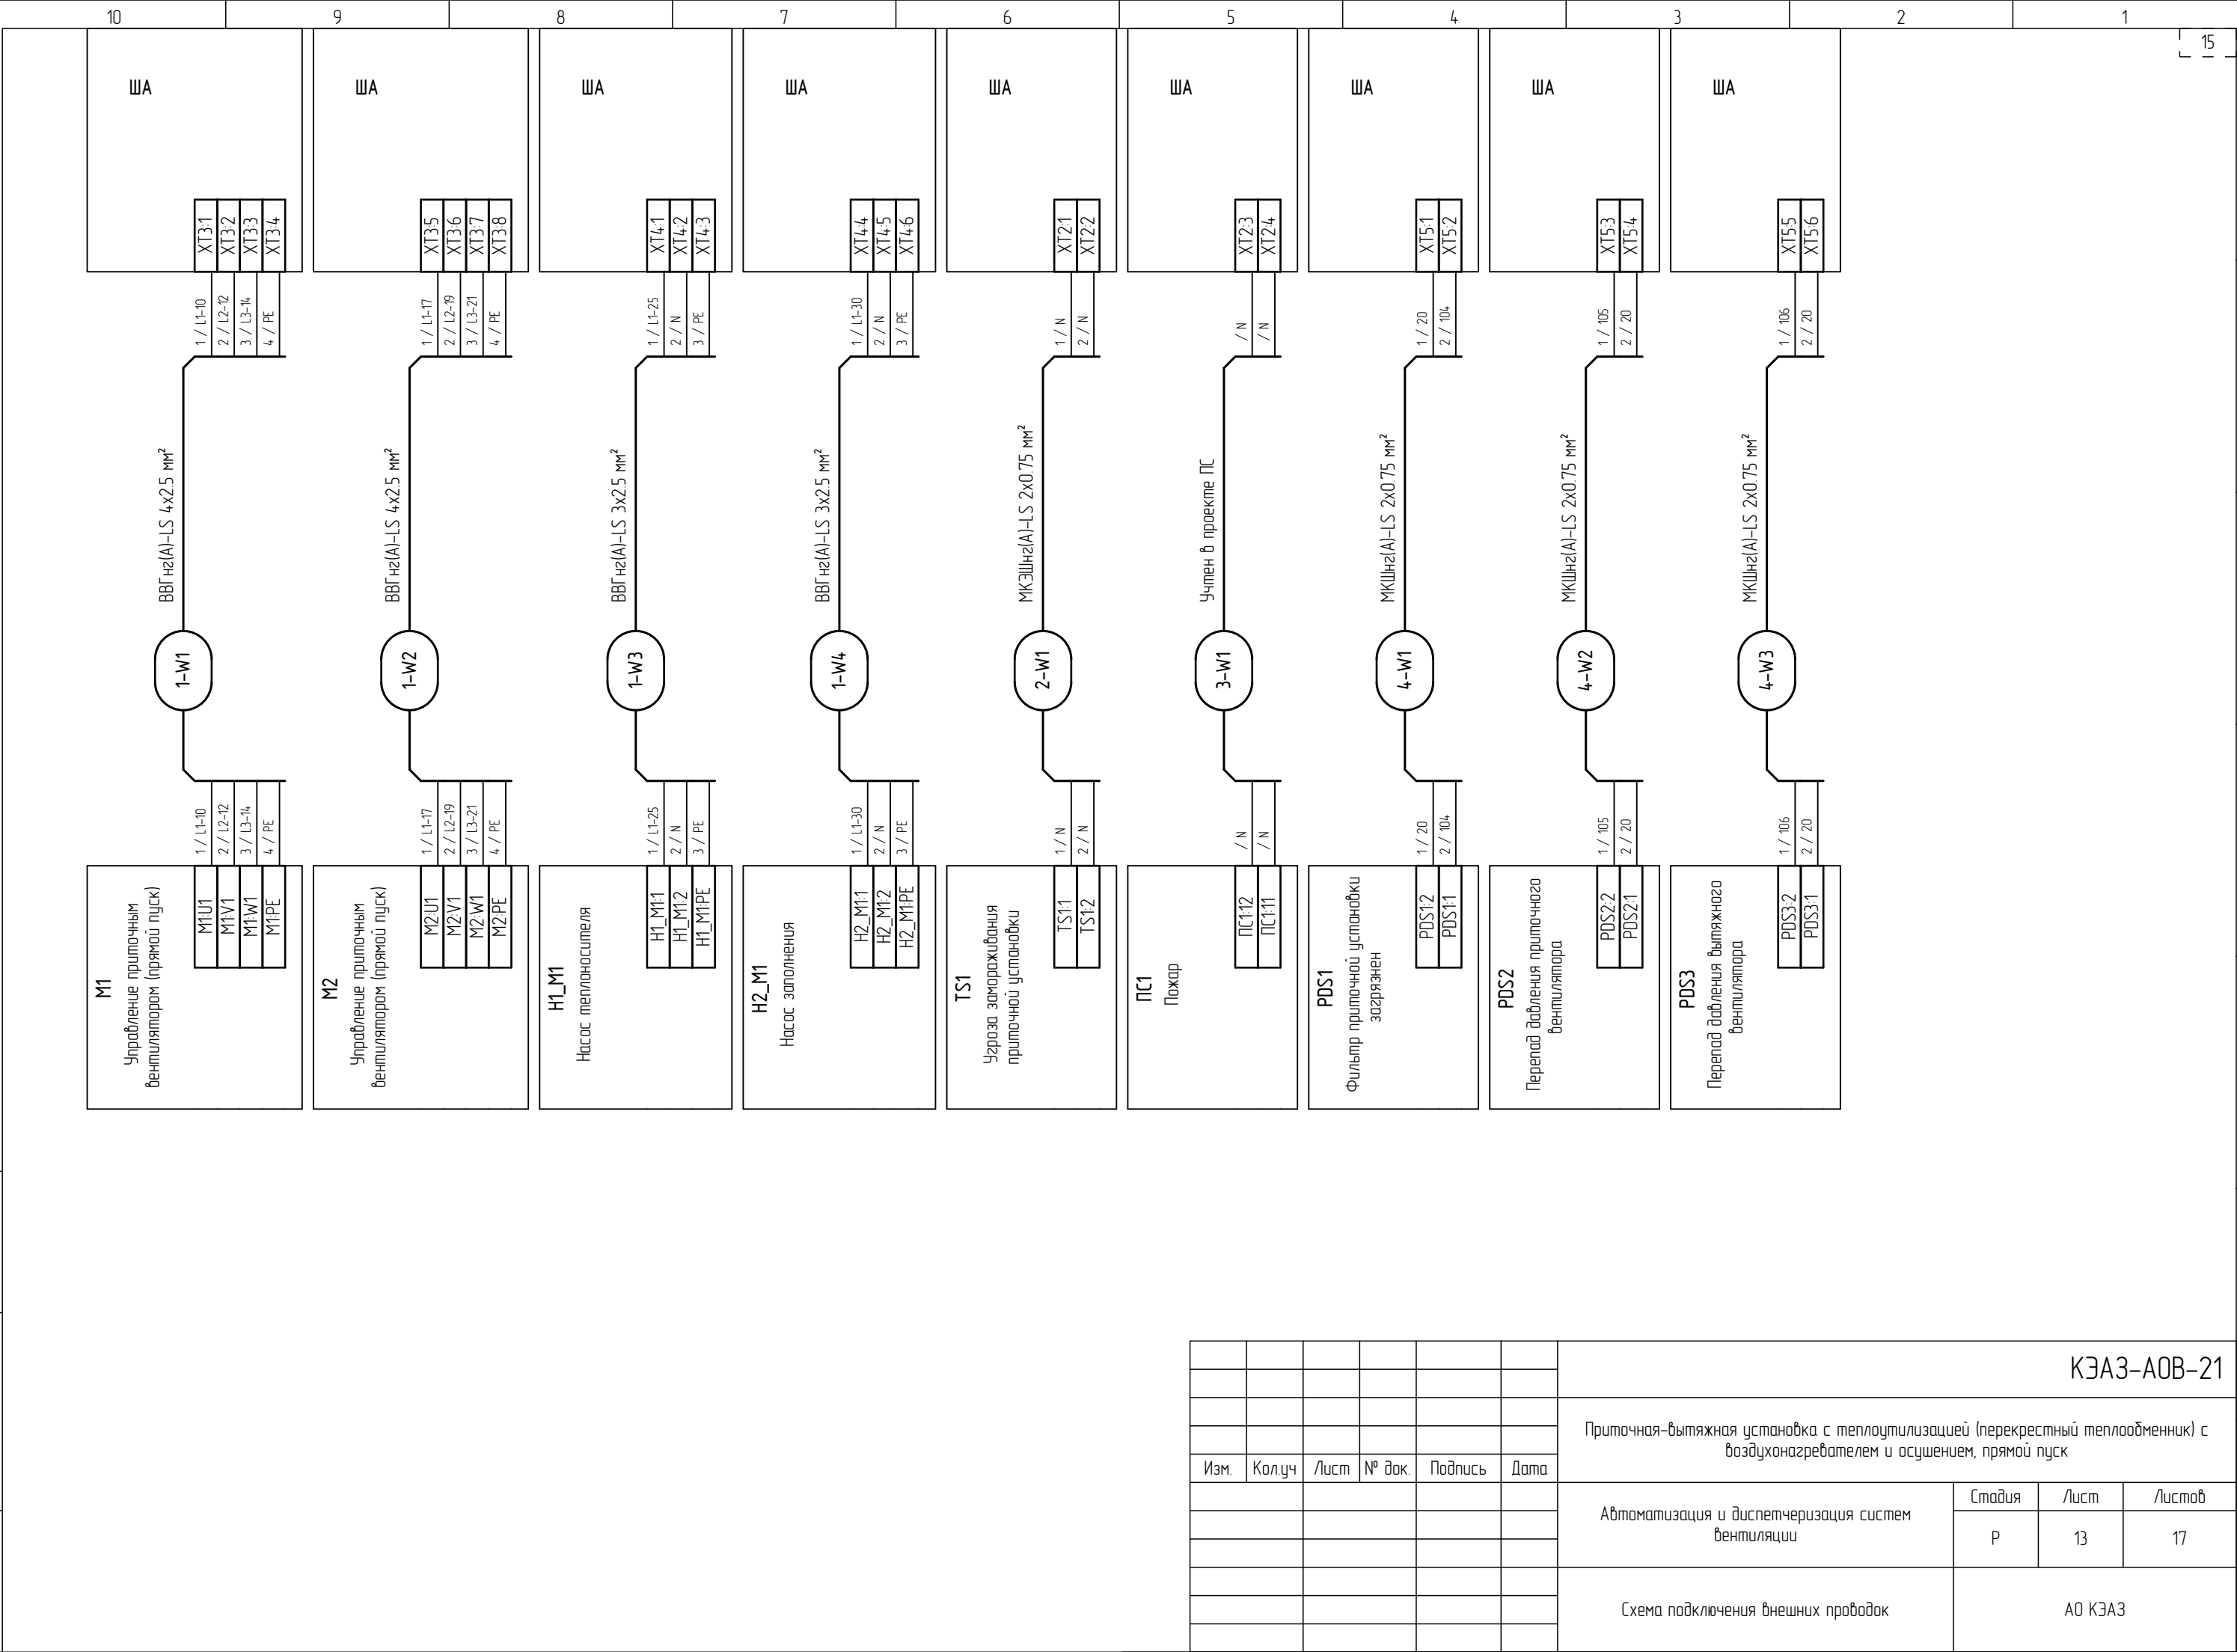 10 9 8 7 6 5 4 3 2 1
15
ША
XT3:1
XT3:2
XT3:3
XT3:4
1 / L1-10
2 / L2-12
3 / L3-14
4 / PE
ВВГнг(А)-LS 4x2.5 мм²
1-W1
1 / L1-10
2 / L2-12
3 / L3-14
4 / PE
M1:U1
M1:V1
M1:W1
M1:PE
M1
Управление приточным
вентилятором (прямой пуск)
ША
XT3:5
XT3:6
XT3:7
XT3:8
1 / L1-17
2 / L2-19
3 / L3-21
4 / PE
ВВГнг(А)-LS 4x2.5 мм²
1-W2
1 / L1-17
2 / L2-19
3 / L3-21
4 / PE
M2:U1
M2:V1
M2:W1
M2:PE
M2
Управление приточным
вентилятором (прямой пуск)
ША
XT4:1
XT4:2
XT4:3
1 / L1-25
2 / N
3 / PE
ВВГнг(А)-LS 3x2.5 мм²
1-W3
1 / L1-25
2 / N
3 / PE
H1_M1:1
H1_M1:2
H1_M1:PE
H1_M1
Насос теплоносителя
ША
XT4:4
XT4:5
XT4:6
1 / L1-30
2 / N
3 / PE
ВВГнг(А)-LS 3x2.5 мм²
1-W4
1 / L1-30
2 / N
3 / PE
H2_M1:1
H2_M1:2
H2_M1:PE
H2_M1
Насос заполнения
ША
XT2:1
XT2:2
1 / N
2 / N
МКЭШнг(А)-LS 2x0.75 мм²
2-W1
1 / N
2 / N
TS1:1
TS1:2
TS1
Угроза замораживания
приточной установки
ША
XT2:3
XT2:4
/ N
/ N
Учтен в проекте ПС
3-W1
/ N
/ N
ПС1:12
ПС1:11
ПС1
Пожар
ША
XT5:1
XT5:2
1 / 20
2 / 104
МКШнг(А)-LS 2x0.75 мм²
4-W1
1 / 20
2 / 104
PDS1:2
PDS1:1
PDS1
Фильтр приточной установки
загрязнен
ША
XT5:3
XT5:4
1 / 105
2 / 20
МКШнг(А)-LS 2x0.75 мм²
4-W2
1 / 105
2 / 20
PDS2:2
PDS2:1
PDS2
Перепад давления приточного
вентилятора
ША
XT5:5
XT5:6
1 / 106
2 / 20
МКШнг(А)-LS 2x0.75 мм²
4-W3
1 / 106
2 / 20
PDS3:2
PDS3:1
PDS3
Перепад давления вытяжного
вентилятора
КЭАЗ-АОВ-21
Приточная-вытяжная установка с теплоутилизацией (перекрестный теплообменник) с
воздухонагревателем и осушением, прямой пуск
Изм. Кол.уч Лист № док. Подпись Дата
Автоматизация и диспетчеризация систем
вентиляции
Стадия Лист Листов
Р 13 17
Схема подключения внешних проводок
АО КЭАЗ